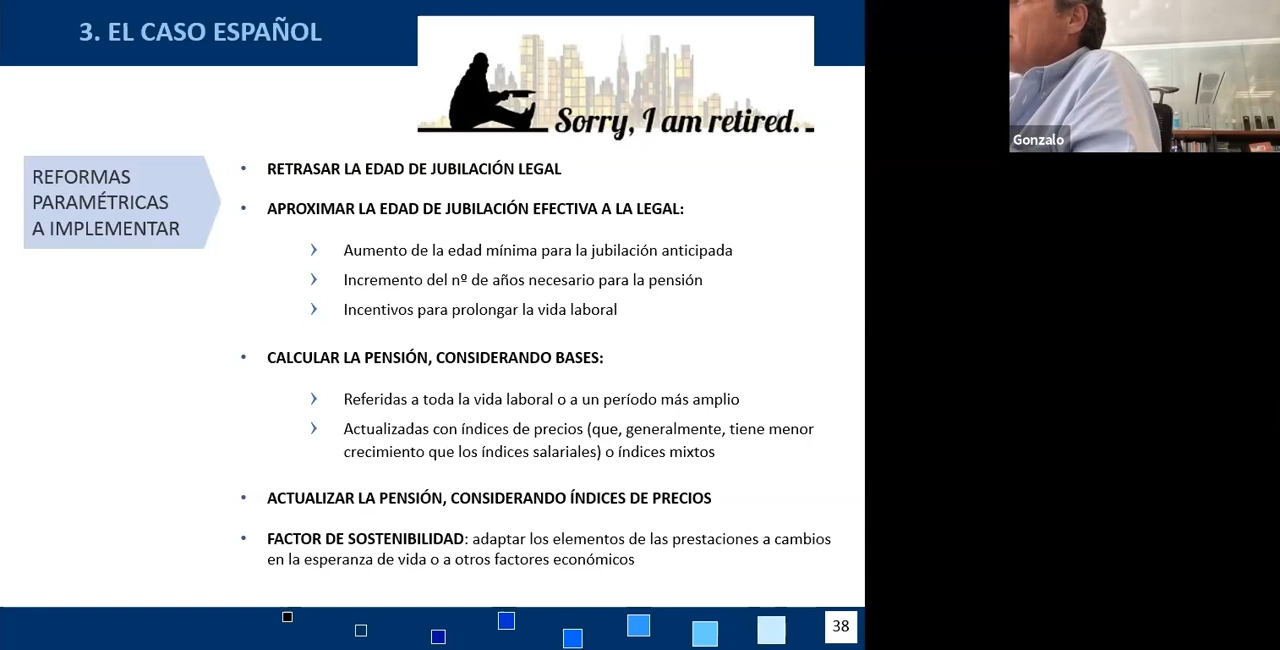 3. EL CASO ESPAÑOL
Sorry, I am retired.
REFORMAS
PARAMÉTRICAS
A IMPLEMENTAR
• RETRASAR LA EDAD DE JUBILACIÓN LEGAL
• APROXIMAR LA EDAD DE JUBILACIÓN EFECTIVA A LA LEGAL:
› Aumento de la edad mínima para la jubilación anticipada
› Incremento del nº de años necesario para la pensión
› Incentivos para prolongar la vida laboral
• CALCULAR LA PENSIÓN, CONSIDERANDO BASES:
› Referidas a toda la vida laboral o a un período más amplio
› Actualizadas con índices de precios (que, generalmente, tiene menor
crecimiento que los índices salariales) o índices mixtos
• ACTUALIZAR LA PENSIÓN, CONSIDERANDO ÍNDICES DE PRECIOS
• FACTOR DE SOSTENIBILIDAD: adaptar los elementos de las prestaciones a cambios
en la esperanza de vida o a otros factores económicos
38
Gonzalo